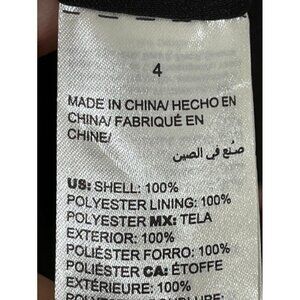 4
MADE IN CHINA/ HECHO EN
CHINA/ FABRIQUÉ EN
CHINE/
صنع في الصين
US: SHELL: 100%
POLYESTER LINING: 100%
POLYESTER MX: TELA
EXTERIOR: 100%
POLIÉSTER FORRO: 100%
POLIÉSTER CA: ÉTOFFE
EXTÉRIEURE: 100%